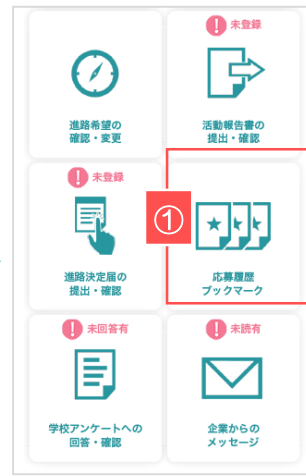 未登録
進路希望の
確認・変更
活動報告書の
提出・確認
未登録
①
進路決定届の
提出・確認
応募履歴
ブックマーク
未回答有
未読有
学校アンケートへの
回答・確認
企業からの
メッセージ